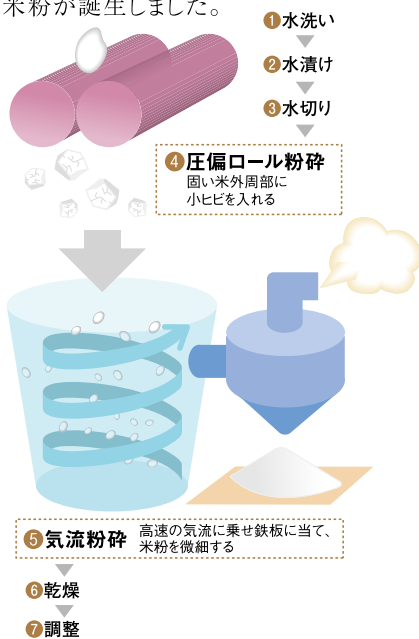 米粉が誕生しました。
❶水洗い
❷水漬け
❸水切り
❹圧偏ロール粉砕
固い米外周部に
小ヒビを入れる
❺気流粉砕
高速の気流に乗せ鉄板に当て、
米粉を微細する
❻乾燥
❼調整